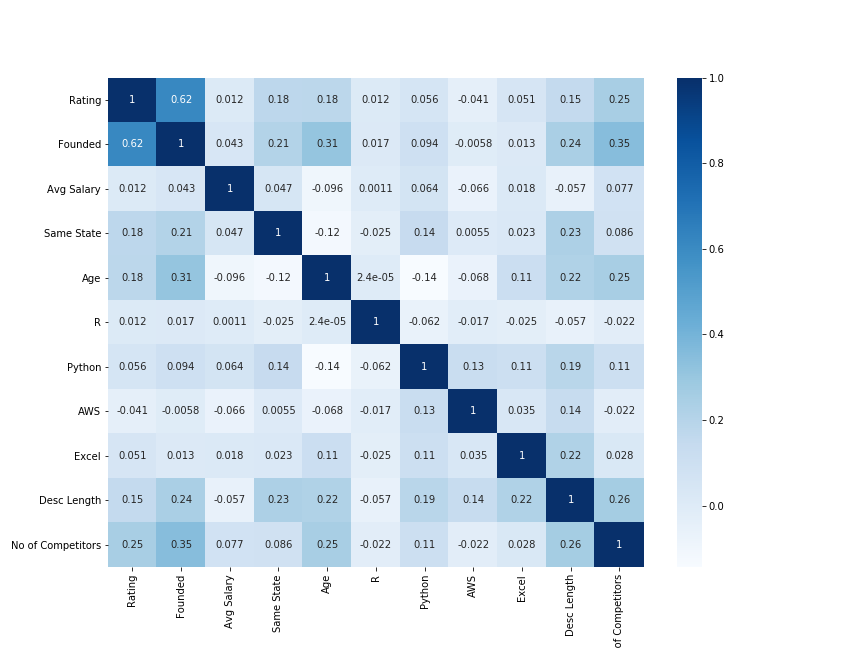 Rating 1 0.62 0.012 0.18 0.18 0.012 0.056 -0.041 0.051 0.15 0.25
Founded 0.62 1 0.043 0.21 0.31 0.017 0.094 -0.0058 0.013 0.24 0.35
Avg Salary 0.012 0.043 1 0.047 -0.096 0.0011 0.064 -0.066 0.018 -0.057 0.077
Same State 0.18 0.21 0.047 1 -0.12 -0.025 0.14 0.0055 0.023 0.23 0.086
Age 0.18 0.31 -0.096 -0.12 1 2.4e-05 -0.14 -0.068 0.11 0.22 0.25
R 0.012 0.017 0.0011 -0.025 2.4e-05 1 -0.062 -0.017 -0.025 -0.057 -0.022
Python 0.056 0.094 0.064 0.14 -0.14 -0.062 1 0.13 0.11 0.19 0.11
AWS -0.041 -0.0058 -0.066 0.0055 -0.068 -0.017 0.13 1 0.035 0.14 -0.022
Excel 0.051 0.013 0.018 0.023 0.11 -0.025 0.11 0.035 1 0.22 0.028
Desc Length 0.15 0.24 -0.057 0.23 0.22 -0.057 0.19 0.14 0.22 1 0.26
No of Competitors 0.25 0.35 0.077 0.086 0.25 -0.022 0.11 -0.022 0.028 0.26 1
Rating
Founded
Avg Salary
Same State
Age
R
Python
AWS
Excel
Desc Length
of Competitors
1.0
0.8
0.6
0.4
0.2
0.0